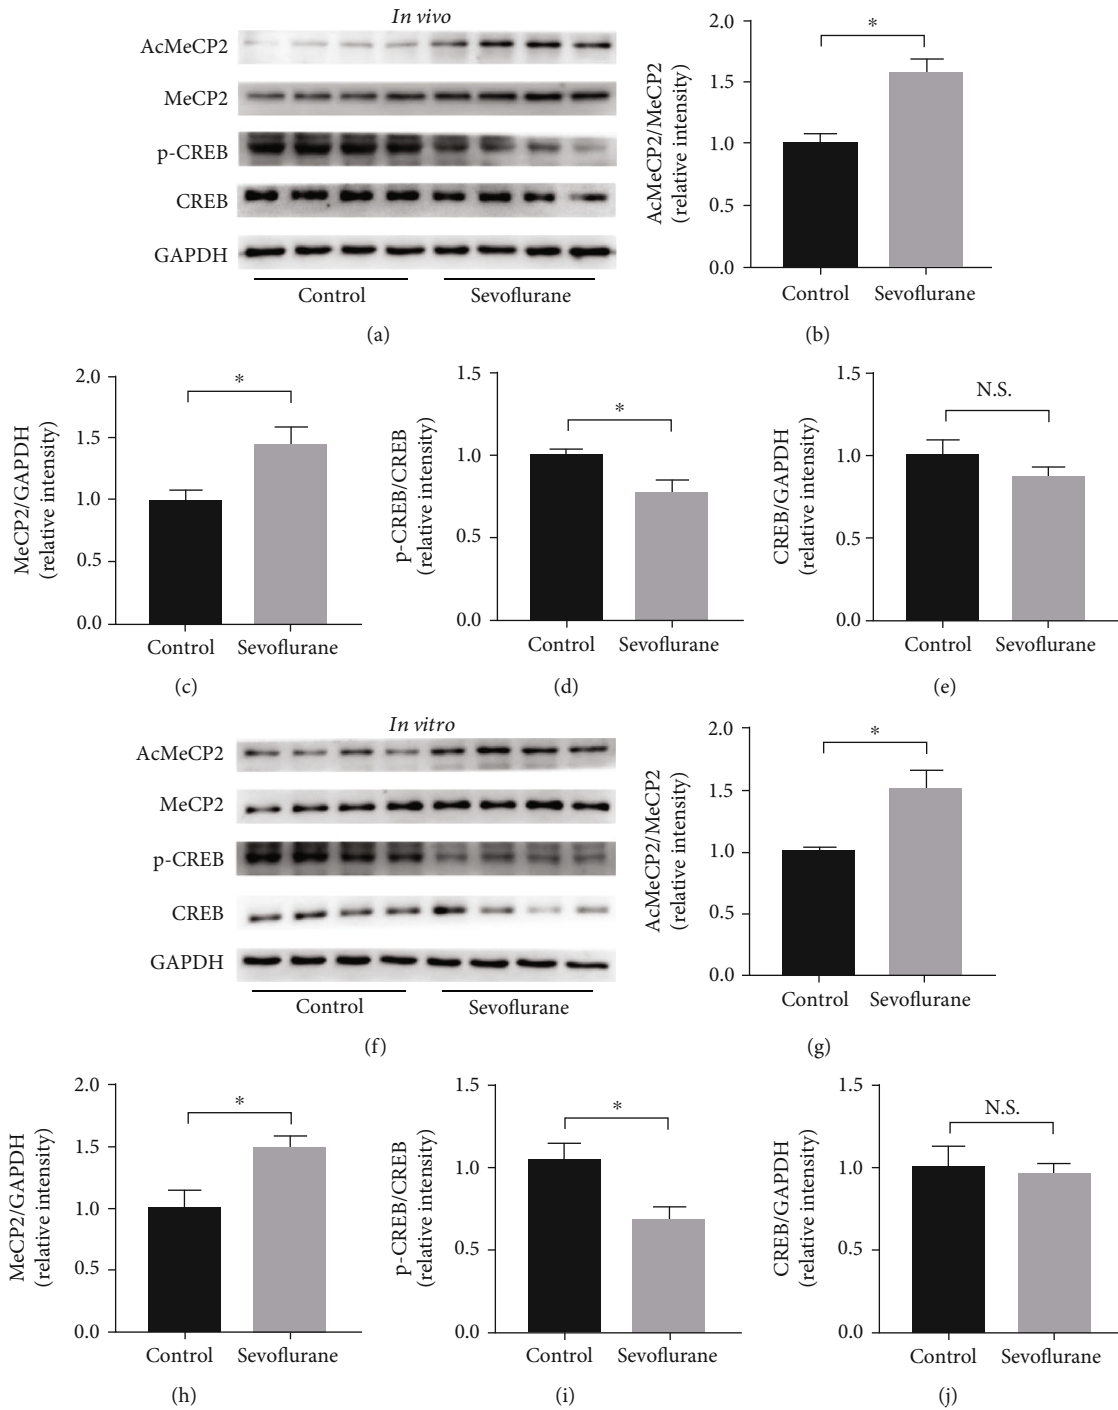 In vivo
AcMeCP2
MeCP2
p-CREB
CREB
GAPDH
Control Sevoflurane
(a)
AcMeCP2/MeCP2
(relative intensity)
2.0
1.5
1.0
0.5
0.0
*
Control Sevoflurane
(b)
MeCP2/GAPDH
(relative intensity)
2.0
1.5
1.0
0.5
0.0
*
Control Sevoflurane
(c)
p-CREB/CREB
(relative intensity)
1.5
1.0
0.5
0.0
*
Control Sevoflurane
(d)
CREB/GAPDH
(relative intensity)
1.5
1.0
0.5
0.0
N.S.
Control Sevoflurane
(e)
In vitro
AcMeCP2
MeCP2
p-CREB
CREB
GAPDH
Control Sevoflurane
(f)
AcMeCP2/MeCP2
(relative intensity)
2.0
1.5
1.0
0.5
0.0
*
Control Sevoflurane
(g)
MeCP2/GAPDH
(relative intensity)
2.0
1.5
1.0
0.5
0.0
*
Control Sevoflurane
(h)
p-CREB/CREB
(relative intensity)
1.5
1.0
0.5
0.0
*
Control Sevoflurane
(i)
CREB/GAPDH
(relative intensity)
1.5
1.0
0.5
0.0
N.S.
Control Sevoflurane
(j)